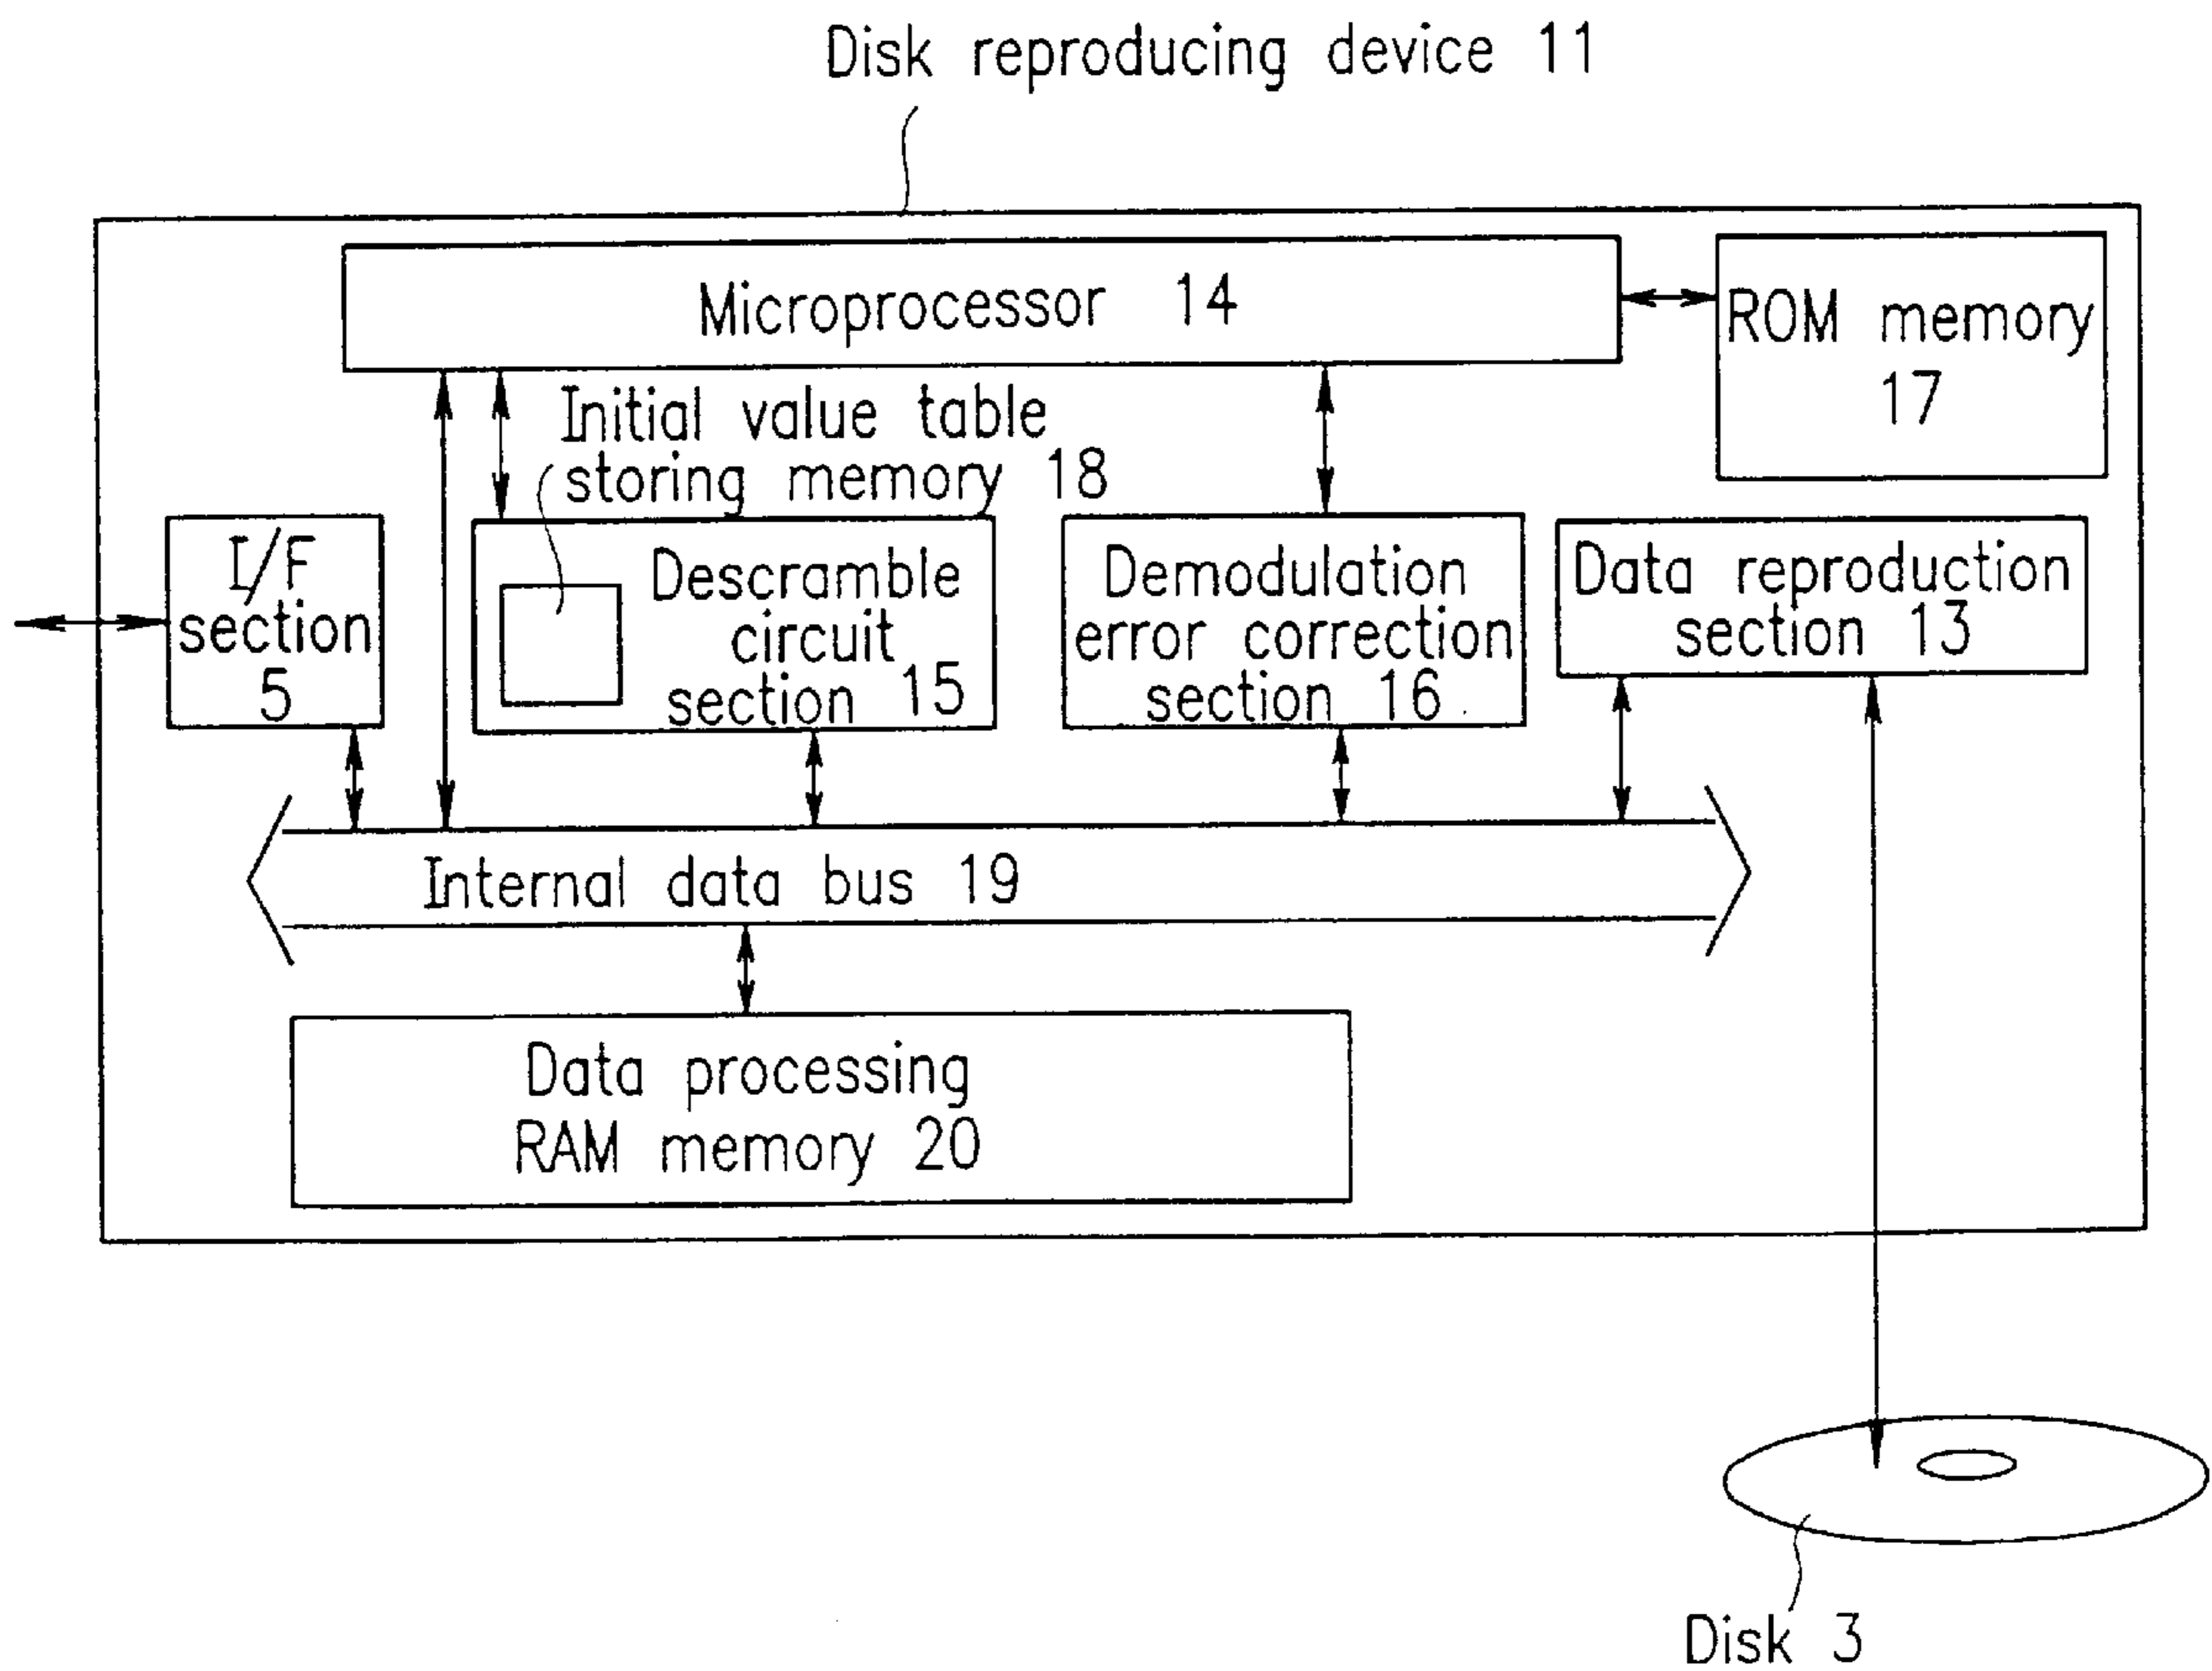 Disk reproducing device 11
Microprocessor 14
ROM memory
17
Initial value table
storing memory 18
I/F
section
5
Descramble
circuit
section 15
Demodulation
error correction
section 16
Data reproduction
section 13
Internal data bus 19
Data processing
RAM memory 20
Disk 3